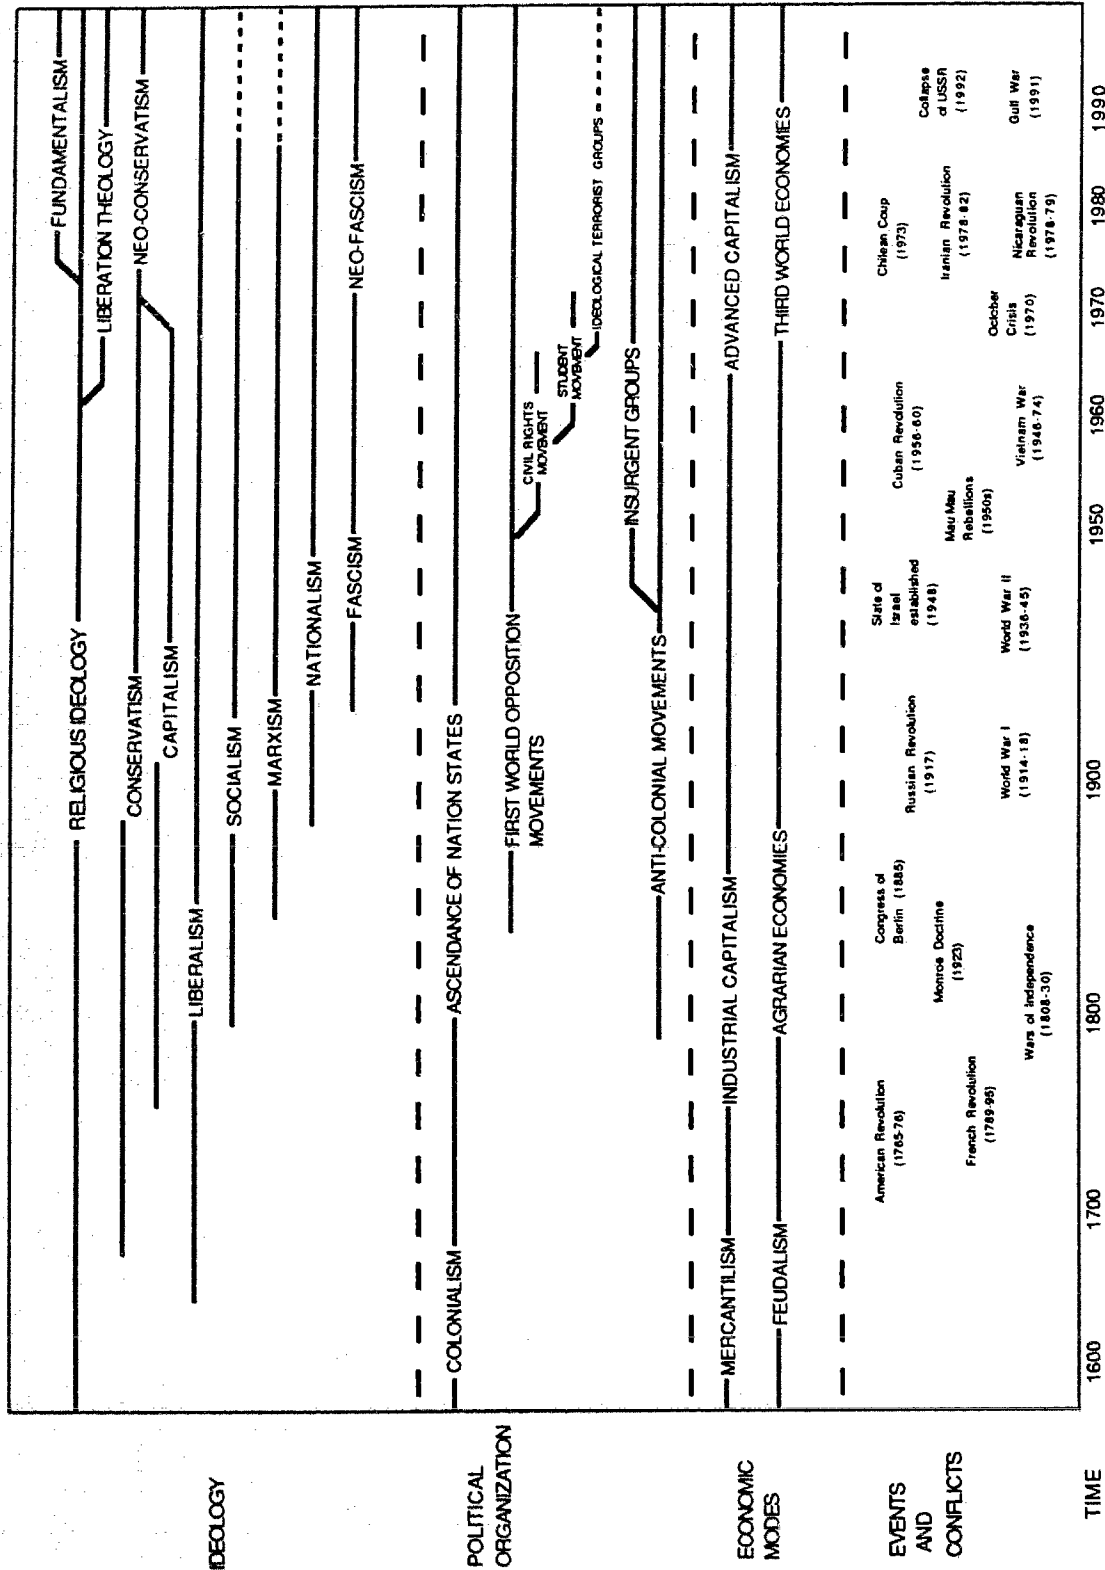 IDEOLOGY
FUNDAMENTALISM
RELIGIOUS IDEOLOGY
LIBERATION THEOLOGY
CONSERVATISM
NEO-CONSERVATISM
CAPITALISM
LIBERALISM
SOCIALISM
MARXISM
NATIONALISM
FASCISM
NEO-FASCISM
POLITICAL
ORGANIZATION
COLONIALISM
ASCENDANCE OF NATION STATES
FIRST WORLD OPPOSITION
MOVEMENTS
CIVIL RIGHTS
MOVEMENT
STUDENT
MOVEMENT
IDEOLOGICAL TERRORIST GROUPS
INSURGENT GROUPS
ANTI-COLONIAL MOVEMENTS
ECONOMIC
MODES
MERCANTILISM
INDUSTRIAL CAPITALISM
ADVANCED CAPITALISM
FEUDALISM
AGRARIAN ECONOMIES
THIRD WORLD ECONOMIES
EVENTS
AND
CONFLICTS
American Revolution
(1765-76)
French Revolution
(1789-95)
Wars of Independence
(1808-30)
Congress of
Berlin (1885)
Monroe Doctrine
(1923)
Russian Revolution
(1917)
World War I
(1914-18)
State of
Israel
established
(1948)
World War II
(1936-45)
Mau Mau
Rebellions
(1950s)
Cuban Revolution
(1956-60)
Vietnam War
(1946-74)
October
Crisis
(1970)
Chilean Coup
(1973)
Iranian Revolution
(1978-82)
Nicaraguan
Revolution
(1978-79)
Collapse
of USSR
(1992)
Gulf War
(1991)
TIME
1600
1700
1800
1900
1950
1960
1970
1980
1990